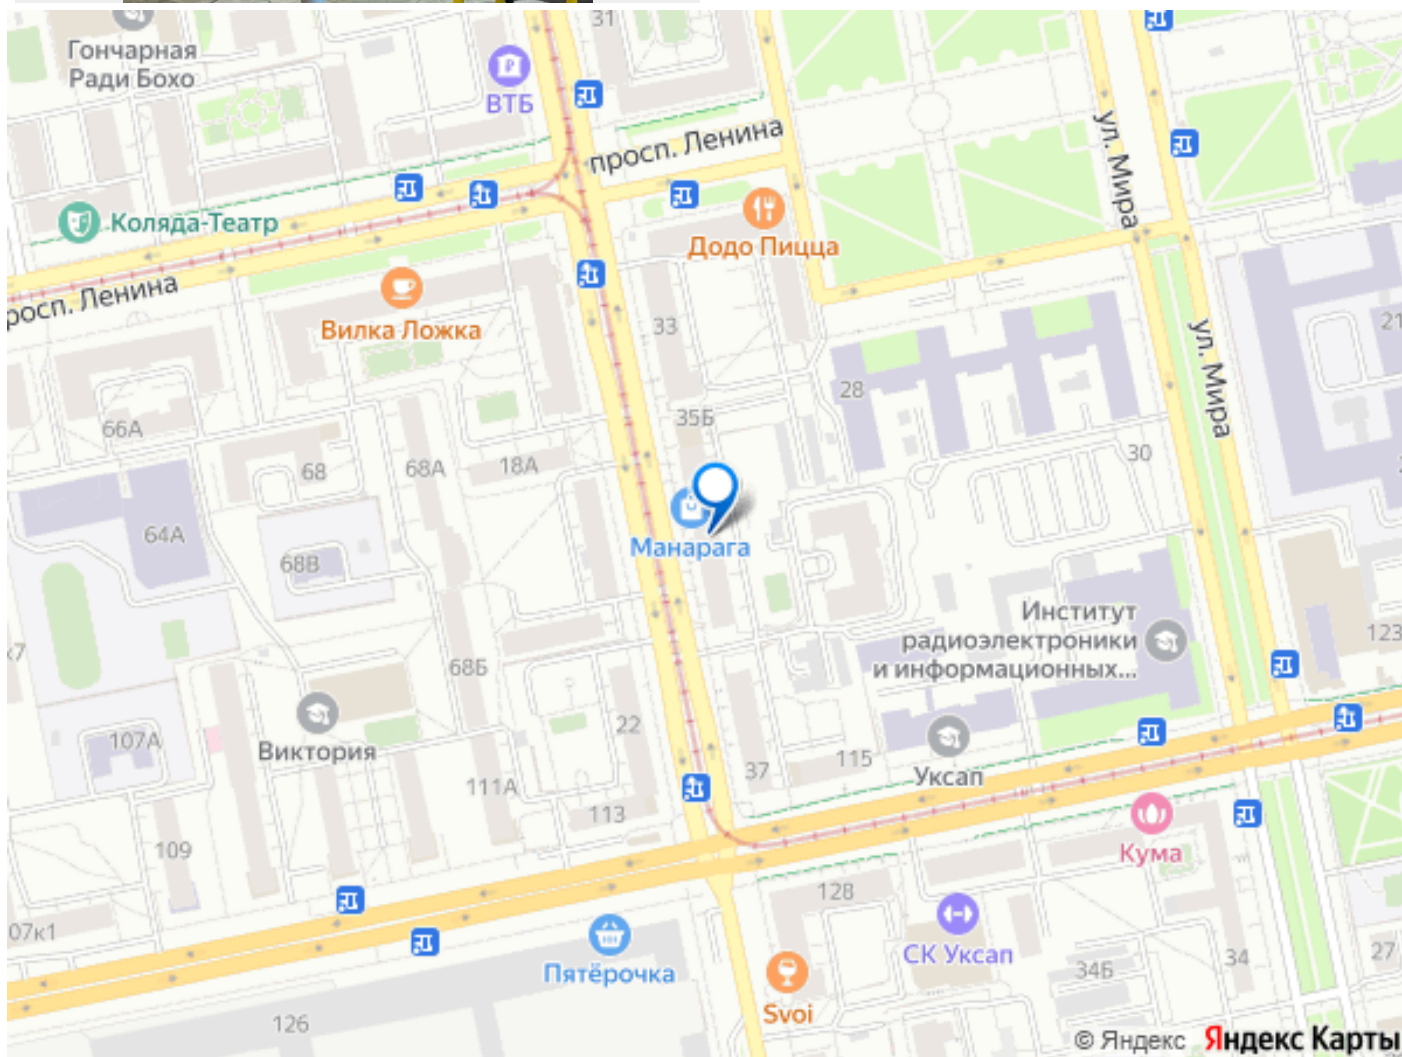 31
Гончарная
Ради Бохо
ВТБ
просп. Ленина
ул. Мира
Коляда-Театр
Додо Пицца
росп. Ленина
Вилка Ложка
33
21
ул. Мира
28
66А
35Б
68
68А
18А
30
64А
Манарага
68В
Институт
радиоэлектроники
и информационных...
123
к7
68Б
22
107А
Виктория
37
115
Уксап
111А
113
109
Кума
128
07к1
СК Уксап
Пятёрочка
34Б
34
27
Svoi
126
© Яндекс Яндекс Карты